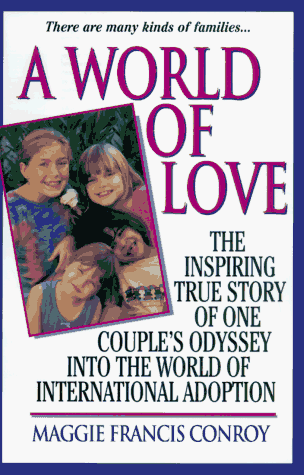 There are many kinds of families...
A WORLD
OF
LOVE
THE
INSPIRING
TRUE STORY
OF ONE
COUPLE'S ODYSSEY
INTO THE WORLD OF
INTERNATIONAL ADOPTION
MAGGIE FRANCIS CONROY